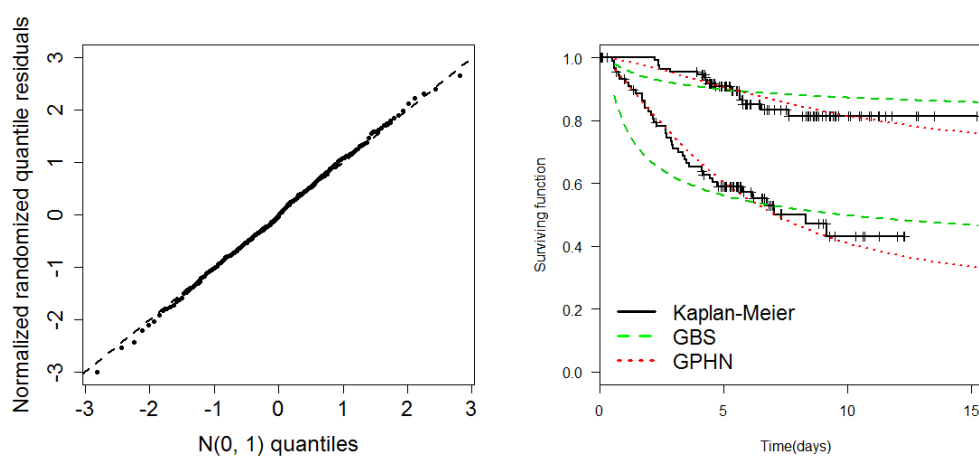 Normalized randomized quantile residuals
3
2
1
0
-1
-2
-3
-3 -2 -1 0 1 2 3
N(0, 1) quantiles
Surviving function
1.0
0.8
0.6
0.4
0.2
0.0
Kaplan-Meier
GBS
GPHN
0 5 10 15
Time(days)